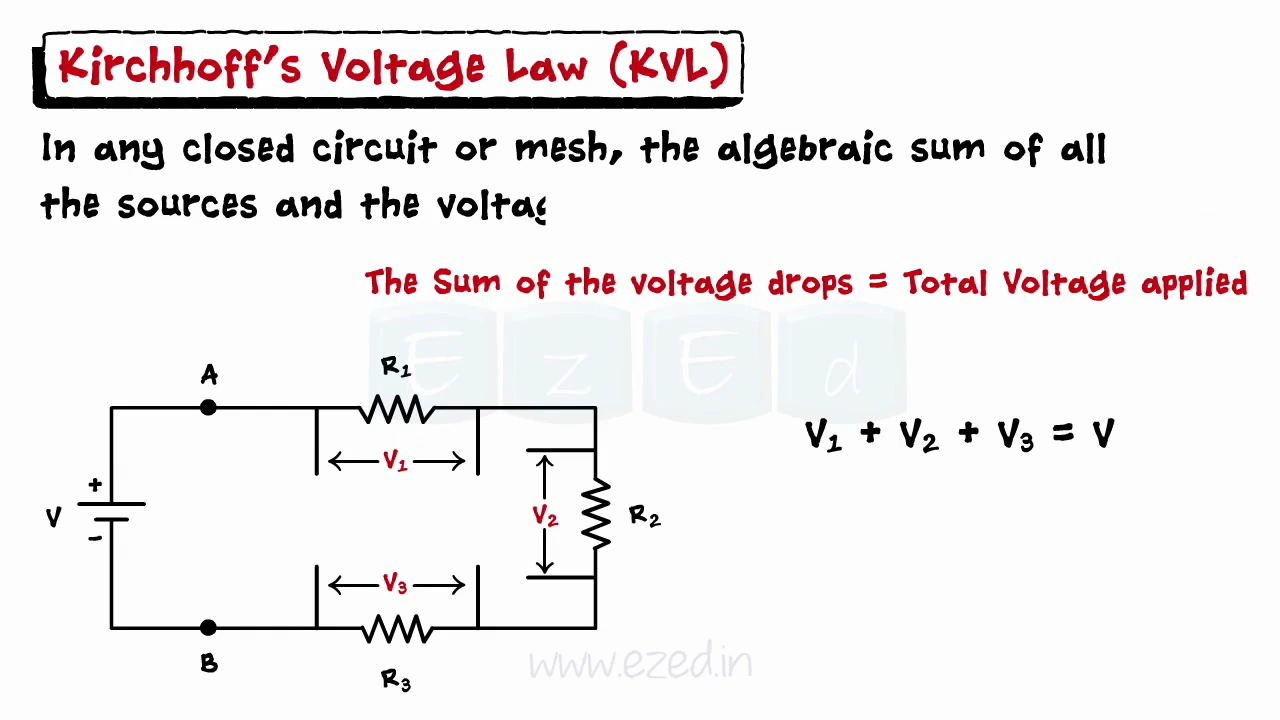 Kirchhoff's Voltage Law (KVL)
In any closed circuit or mesh, the algebraic sum of all
the sources and the
The Sum of the voltage drops = Total Voltage applied
EzEd
A
R₁
V₁ + V₂ + V₃ = V
V₁
+
V
-
V₂
R₂
V₃
B
R₃
www.ezed.in